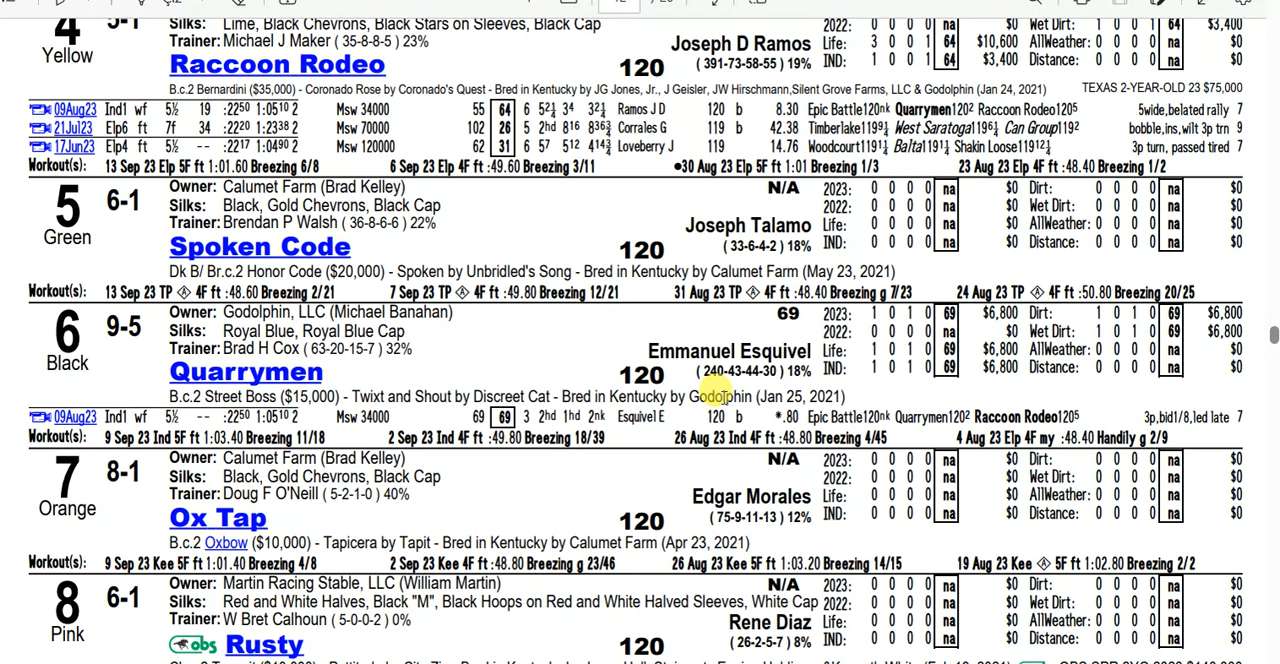 4 5-1 Silks: Lime, Black Chevrons, Black Stars on Sleeves, Black Cap 2022: 0 0 0 0 na $0 Wet Dirt: 1 0 0 1 64 $3,400
Yellow Trainer: Michael J Maker ( 35-8-8-5 ) 23% Joseph D Ramos Life: 3 0 0 1 64 $10,600 AllWeather: 0 0 0 0 na $0
Raccoon Rodeo 120 ( 391-73-58-55 ) 19% IND: 1 0 0 1 64 $3,400 Distance: 0 0 0 0 na $0
B.c.2 Bernardini ($35,000) - Coronado Rose by Coronado's Quest - Bred in Kentucky by JG Jones, Jr., J Geisler, JW Hirschmann,Silent Grove Farms, LLC & Godolphin (Jan 24, 2021) TEXAS 2-YEAR-OLD 23 $75,000
09Aug23 Ind1 wf 5½ 19 :2250 1:0510 2 Msw 34000 55 64 6 52½ 34 32¼ Ramos J D 120 b 8.30 Epic Battle120nk Quarrymen1202 Raccoon Rodeo1205 5wide,belated rally 7
21Jul23 Elp6 ft 7f 34 :2220 1:2338 2 Msw 70000 102 26 5 2hd 816 836¾ Corrales G 119 b 42.38 Timberlake1199¼ West Saratoga1196¼ Can Group1192 bobble,ins,wilt 3p trn 9
17Jun23 Elp4 ft 5½ -- :2217 1:0490 2 Msw 120000 62 31 6 57 512 414¾ Loveberry J 119 14.76 Woodcourt1191¼ Balta1191¼ Shakin Loose11912¼ 3p turn, passed tired 7
Workout(s): 13 Sep 23 Elp 5F ft 1:01.60 Breezing 6/8 6 Sep 23 Elp 4F ft :49.60 Breezing 3/11 ●30 Aug 23 Elp 5F ft 1:01 Breezing 1/3 23 Aug 23 Elp 4F ft :48.40 Breezing 1/2
5 6-1 Owner: Calumet Farm (Brad Kelley) N/A 2023: 0 0 0 0 na $0 Dirt: 0 0 0 0 na $0
Silks: Black, Gold Chevrons, Black Cap 2022: 0 0 0 0 na $0 Wet Dirt: 0 0 0 0 na $0
Green Trainer: Brendan P Walsh ( 36-8-6-6 ) 22% Joseph Talamo Life: 0 0 0 0 na $0 AllWeather: 0 0 0 0 na $0
Spoken Code 120 ( 33-6-4-2 ) 18% IND: 0 0 0 0 na $0 Distance: 0 0 0 0 na $0
Dk B/ Br.c.2 Honor Code ($20,000) - Spoken by Unbridled's Song - Bred in Kentucky by Calumet Farm (May 23, 2021)
Workout(s): 13 Sep 23 TP Ⓐ 4F ft :48.60 Breezing 2/21 7 Sep 23 TP Ⓐ 4F ft :49.80 Breezing 12/21 31 Aug 23 TP Ⓐ 4F ft :48.40 Breezing g 7/23 24 Aug 23 TP Ⓐ 4F ft :50.80 Breezing 20/25
6 9-5 Owner: Godolphin, LLC (Michael Banahan) 69 2023: 1 0 1 0 69 $6,800 Dirt: 1 0 1 0 69 $6,800
Silks: Royal Blue, Royal Blue Cap 2022: 0 0 0 0 na $0 Wet Dirt: 1 0 1 0 69 $6,800
Black Trainer: Brad H Cox ( 63-20-15-7 ) 32% Emmanuel Esquivel Life: 1 0 1 0 69 $6,800 AllWeather: 0 0 0 0 na $0
Quarrymen 120 ( 240-43-44-30 ) 18% IND: 1 0 1 0 69 $6,800 Distance: 0 0 0 0 na $0
B.c.2 Street Boss ($15,000) - Twixt and Shout by Discreet Cat - Bred in Kentucky by Godolphin (Jan 25, 2021)
09Aug23 Ind1 wf 5½ -- :2250 1:0510 2 Msw 34000 69 69 3 2hd 1hd 2nk Esquivel E 120 b *.80 Epic Battle120nk Quarrymen1202 Raccoon Rodeo1205 3p,bid1/8,led late 7
Workout(s): 9 Sep 23 Ind 5F ft 1:03.40 Breezing 11/18 2 Sep 23 Ind 4F ft :49.80 Breezing 18/39 26 Aug 23 Ind 4F ft :48.80 Breezing 4/45 4 Aug 23 Elp 4F my :48.40 Handily g 2/9
7 8-1 Owner: Calumet Farm (Brad Kelley) N/A 2023: 0 0 0 0 na $0 Dirt: 0 0 0 0 na $0
Silks: Black, Gold Chevrons, Black Cap 2022: 0 0 0 0 na $0 Wet Dirt: 0 0 0 0 na $0
Orange Trainer: Doug F O'Neill ( 5-2-1-0 ) 40% Edgar Morales Life: 0 0 0 0 na $0 AllWeather: 0 0 0 0 na $0
Ox Tap 120 ( 75-9-11-13 ) 12% IND: 0 0 0 0 na $0 Distance: 0 0 0 0 na $0
B.c.2 Oxbow ($10,000) - Tapicera by Tapit - Bred in Kentucky by Calumet Farm (Apr 23, 2021)
Workout(s): 9 Sep 23 Kee 5F ft 1:01.40 Breezing 4/8 2 Sep 23 Kee 4F ft :48.80 Breezing g 23/46 26 Aug 23 Kee 5F ft 1:03.20 Breezing 14/15 19 Aug 23 Kee Ⓐ 5F ft 1:02.80 Breezing 2/2
8 6-1 Owner: Martin Racing Stable, LLC (William Martin) N/A 2023: 0 0 0 0 na $0 Dirt: 0 0 0 0 na $0
Silks: Red and White Halves, Black "M", Black Hoops on Red and White Halved Sleeves, White Cap 2022: 0 0 0 0 na $0 Wet Dirt: 0 0 0 0 na $0
Pink Trainer: W Bret Calhoun ( 5-0-0-2 ) 0% Rene Diaz Life: 0 0 0 0 na $0 AllWeather: 0 0 0 0 na $0
obs Rusty 120 ( 26-2-5-7 ) 8% IND: 0 0 0 0 na $0 Distance: 0 0 0 0 na $0